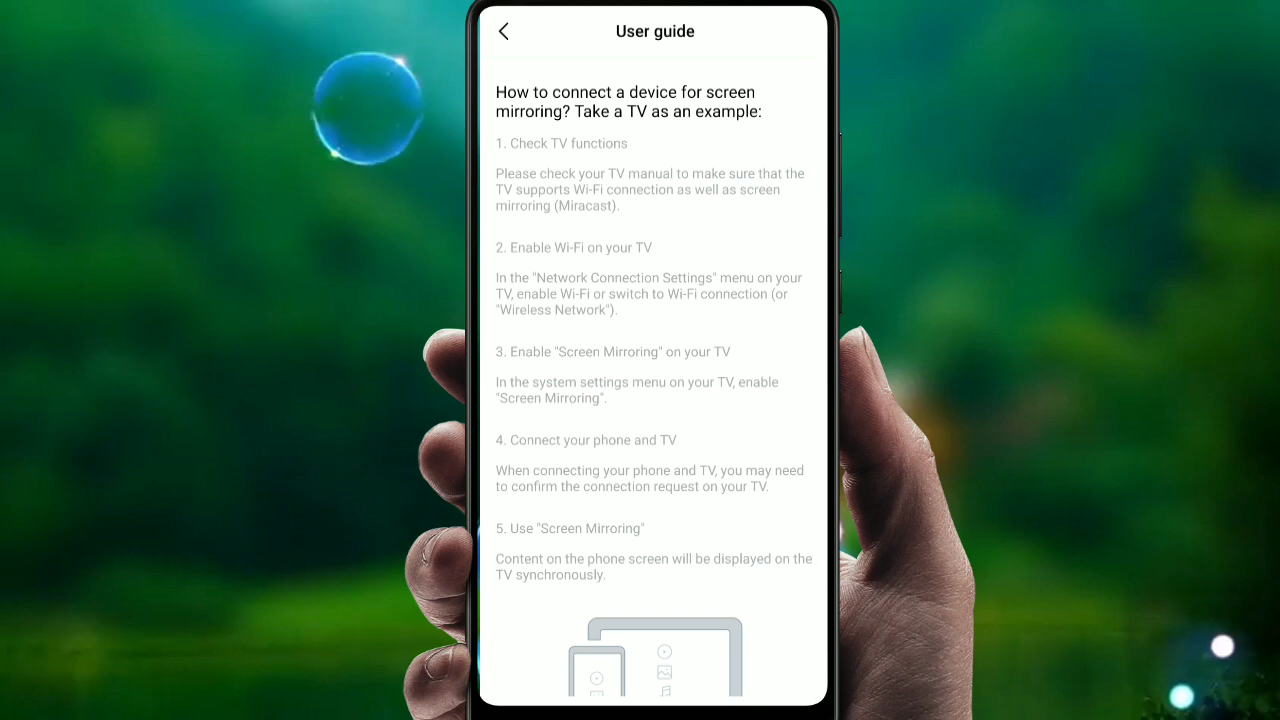 User guide
How to connect a device for screen
mirroring? Take a TV as an example:
1. Check TV functions
Please check your TV manual to make sure that the
TV supports Wi-Fi connection as well as screen
mirroring (Miracast).
2. Enable Wi-Fi on your TV
In the "Network Connection Settings" menu on your
TV, enable Wi-Fi or switch to Wi-Fi connection (or
"Wireless Network").
3. Enable "Screen Mirroring" on your TV
In the system settings menu on your TV, enable
"Screen Mirroring".
4. Connect your phone and TV
When connecting your phone and TV, you may need
to confirm the connection request on your TV.
5. Use "Screen Mirroring"
Content on the phone screen will be displayed on the
TV synchronously.